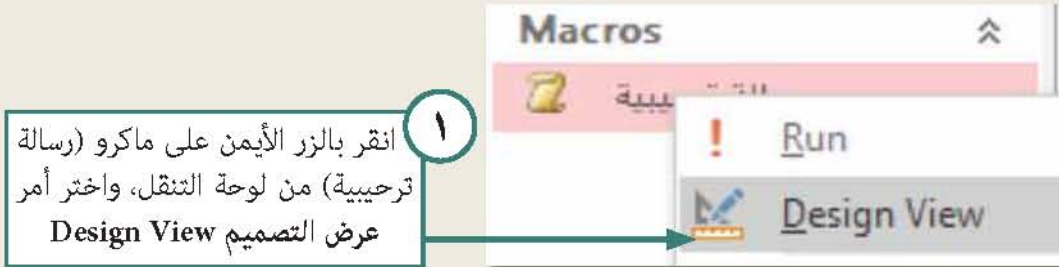 Macros
Run
Design View
١
انقر بالزر الأيمن على ماكرو (رسالة
ترحيبية) من لوحة التنقل، واختر أمر
عرض التصميم Design View